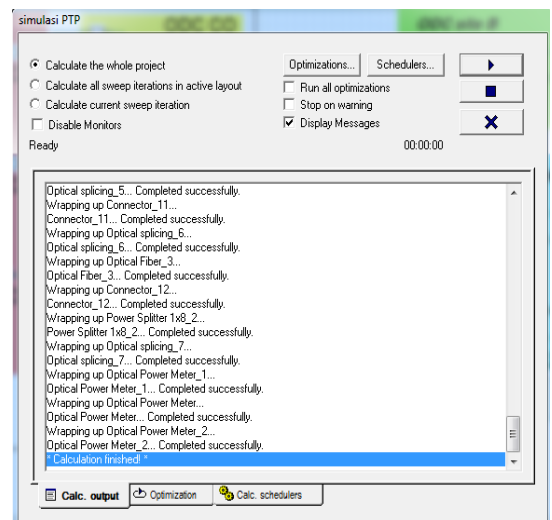 simulasi PTP
ODC CO
Calculate the whole project
Optimizations...
Schedulers...
Calculate all sweep iterations in active layout
Run all optimizations
Calculate current sweep iteration
Stop on warning
Disable Monitors
Display Messages
Ready
00:00:00
Optical splicing_5... Completed successfully.
Wrapping up Connector_11...
Connector_11... Completed successfully.
Wrapping up Optical splicing_6...
Optical splicing_6... Completed successfully.
Wrapping up Optical Fiber_3...
Optical Fiber_3... Completed successfully.
Wrapping up Connector_12...
Connector_12... Completed successfully.
Wrapping up Power Splitter 1x8_2...
Power Splitter 1x8_2... Completed successfully.
Wrapping up Optical splicing_7...
Optical splicing_7... Completed successfully.
Wrapping up Optical Power Meter_1...
Optical Power Meter_1... Completed successfully.
Wrapping up Optical Power Meter...
Optical Power Meter... Completed successfully.
Wrapping up Optical Power Meter_2...
Optical Power Meter_2... Completed successfully.
* Calculation finished! *
Calc. output
Optimization
Calc. schedulers